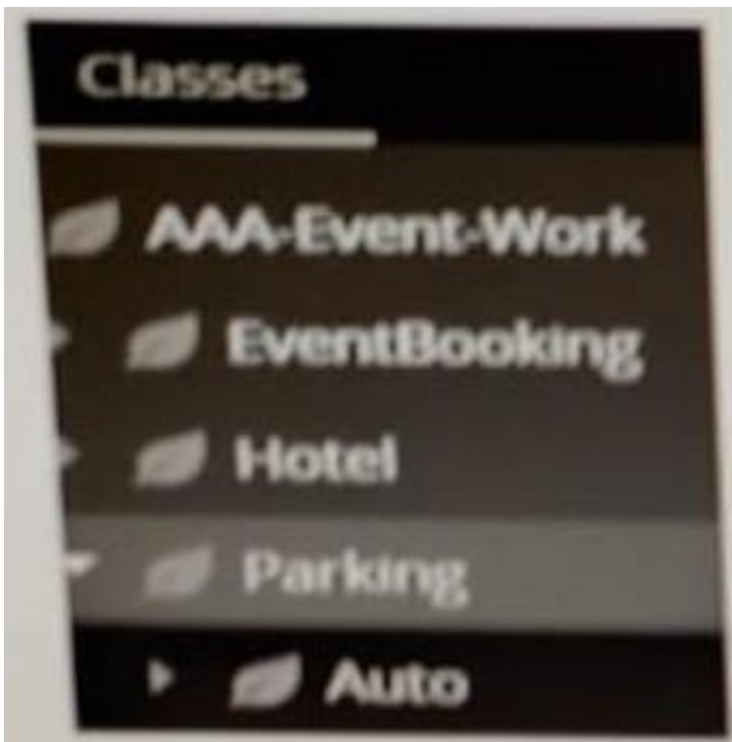 Classes
AAA-Event-Work
EventBooking
Hotel
Parking
Auto